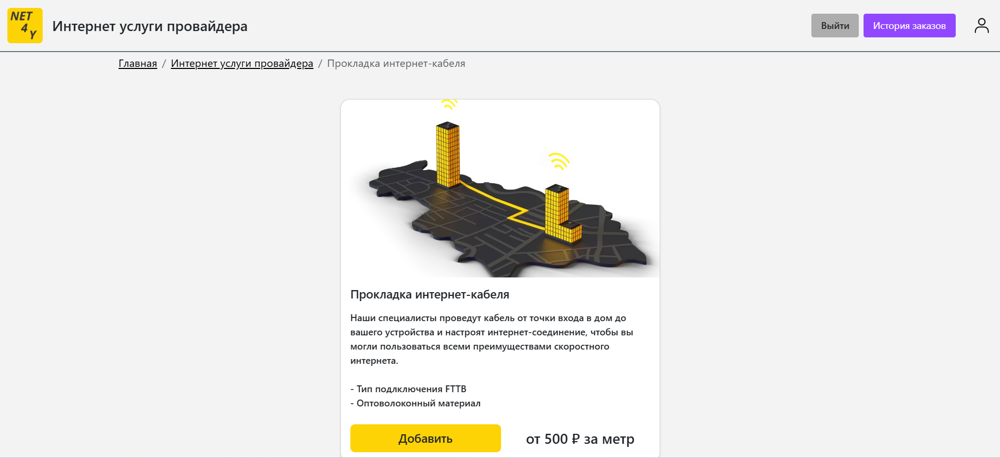 NET
4
Y
Интернет услуги провайдера
Выйти
История заказов
Главная / Интернет услуги провайдера / Прокладка интернет-кабеля
Прокладка интернет-кабеля
Наши специалисты проведут кабель от точки входа в дом до
вашего устройства и настроят интернет-соединение, чтобы вы
могли пользоваться всеми преимуществами скоростного
интернета.
- Тип подлключения FTTB
- Оптоволоконный материал
Добавить
от 500 ₽ за метр